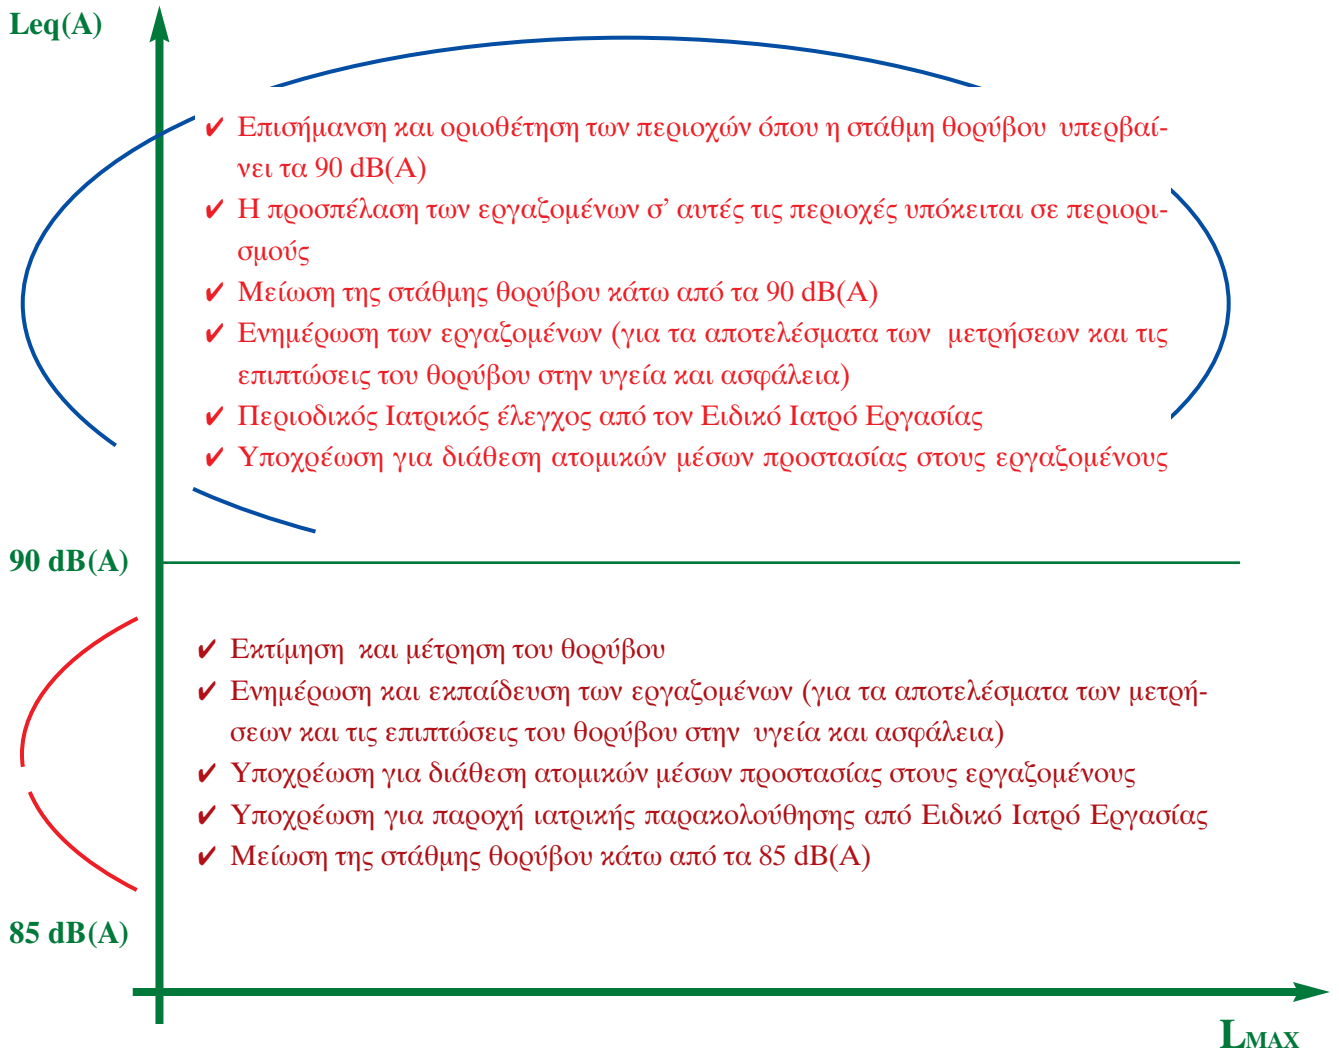 Leq(A)
✔ Επισήμανση και οριοθέτηση των περιοχών όπου η στάθμη θορύβου υπερβαί-
νει τα 90 dB(A)
✔ Η προσπέλαση των εργαζομένων σ' αυτές τις περιοχές υπόκειται σε περιορι-
σμούς
✔ Μείωση της στάθμης θορύβου κάτω από τα 90 dB(A)
✔ Ενημέρωση των εργαζομένων (για τα αποτελέσματα των μετρήσεων και τις
επιπτώσεις του θορύβου στην υγεία και ασφάλεια)
✔ Περιοδικός Ιατρικός έλεγχος από τον Ειδικό Ιατρό Εργασίας
✔ Υποχρέωση για διάθεση ατομικών μέσων προστασίας στους εργαζομένους
90 dB(A)
✔ Εκτίμηση και μέτρηση του θορύβου
✔ Ενημέρωση και εκπαίδευση των εργαζομένων (για τα αποτελέσματα των μετρή-
σεων και τις επιπτώσεις του θορύβου στην υγεία και ασφάλεια)
✔ Υποχρέωση για διάθεση ατομικών μέσων προστασίας στους εργαζομένους
✔ Υποχρέωση για παροχή ιατρικής παρακολούθησης από Ειδικό Ιατρό Εργασίας
✔ Μείωση της στάθμης θορύβου κάτω από τα 85 dB(A)
85 dB(A)
LMAX